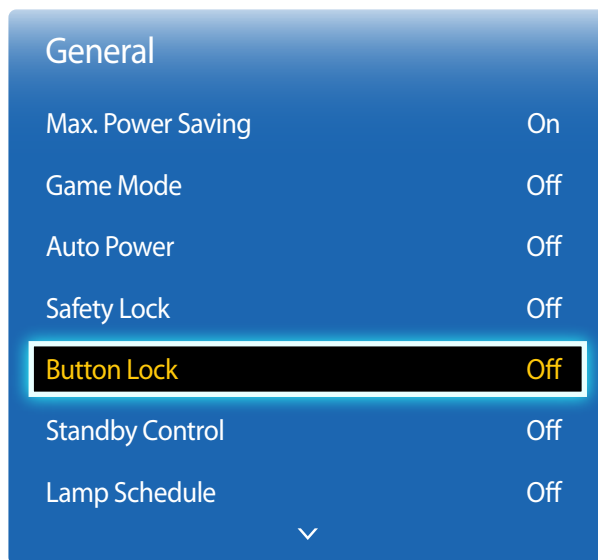 General
Max. Power Saving On
Game Mode Off
Auto Power Off
Safety Lock Off
Button Lock Off
Standby Control Off
Lamp Schedule Off